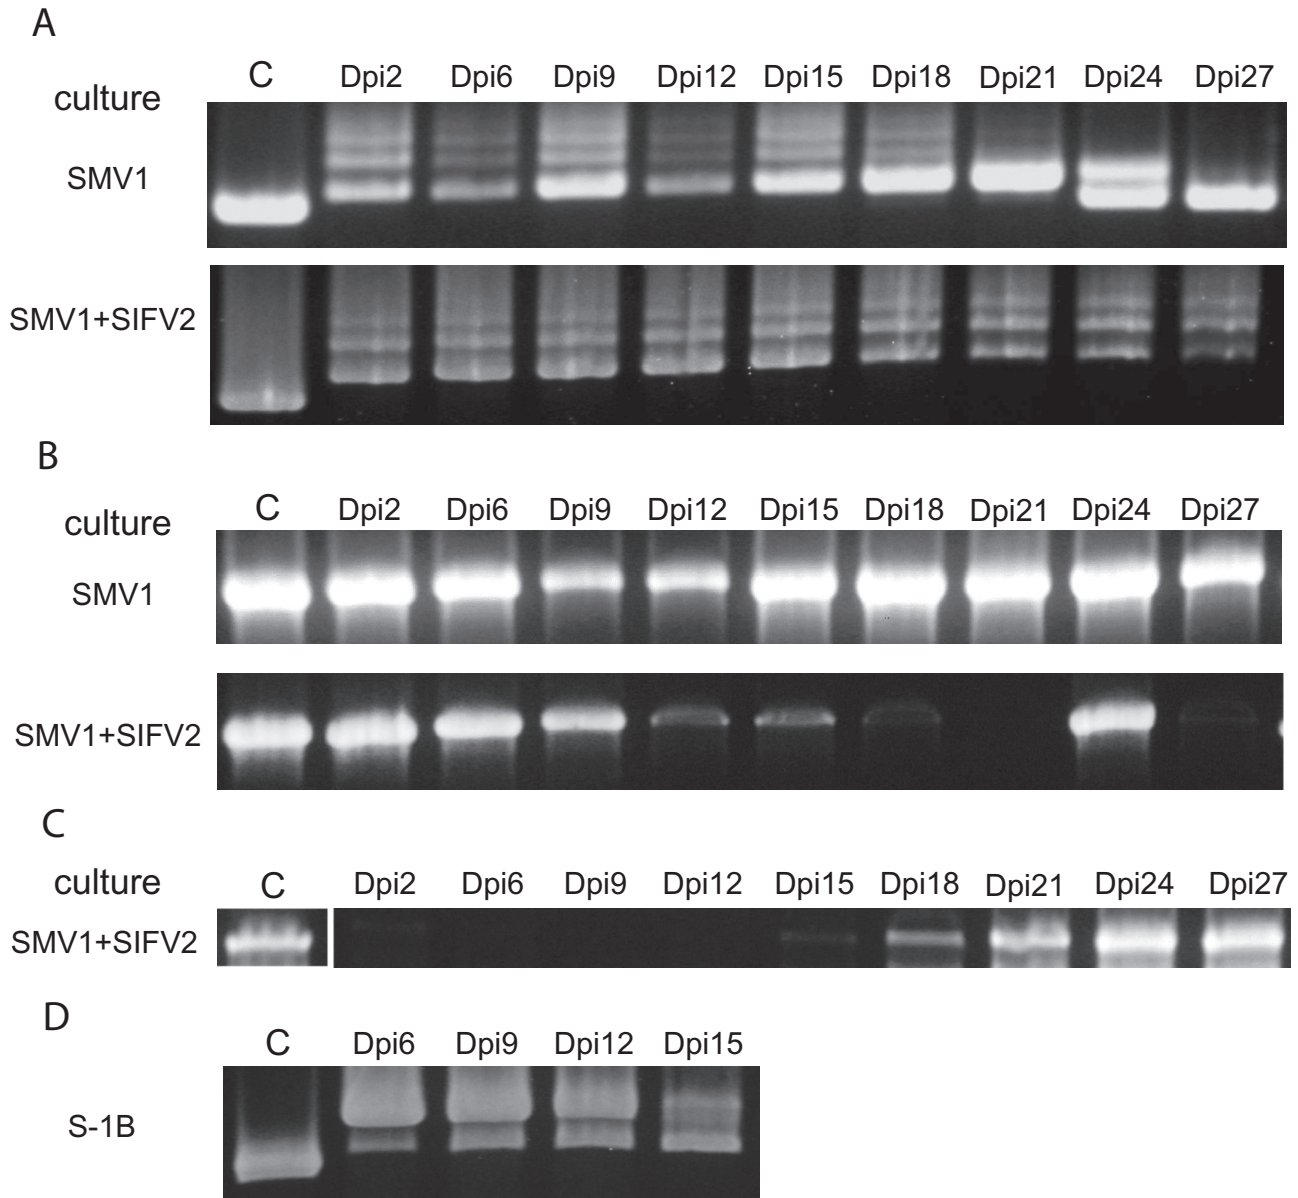 A
culture
C Dpi2 Dpi6 Dpi9 Dpi12 Dpi15 Dpi18 Dpi21 Dpi24 Dpi27
SMV1
SMV1+SIFV2
B
culture
C Dpi2 Dpi6 Dpi9 Dpi12 Dpi15 Dpi18 Dpi21 Dpi24 Dpi27
SMV1
SMV1+SIFV2
C
culture
C Dpi2 Dpi6 Dpi9 Dpi12 Dpi15 Dpi18 Dpi21 Dpi24 Dpi27
SMV1+SIFV2
D
C Dpi6 Dpi9 Dpi12 Dpi15
S-1B